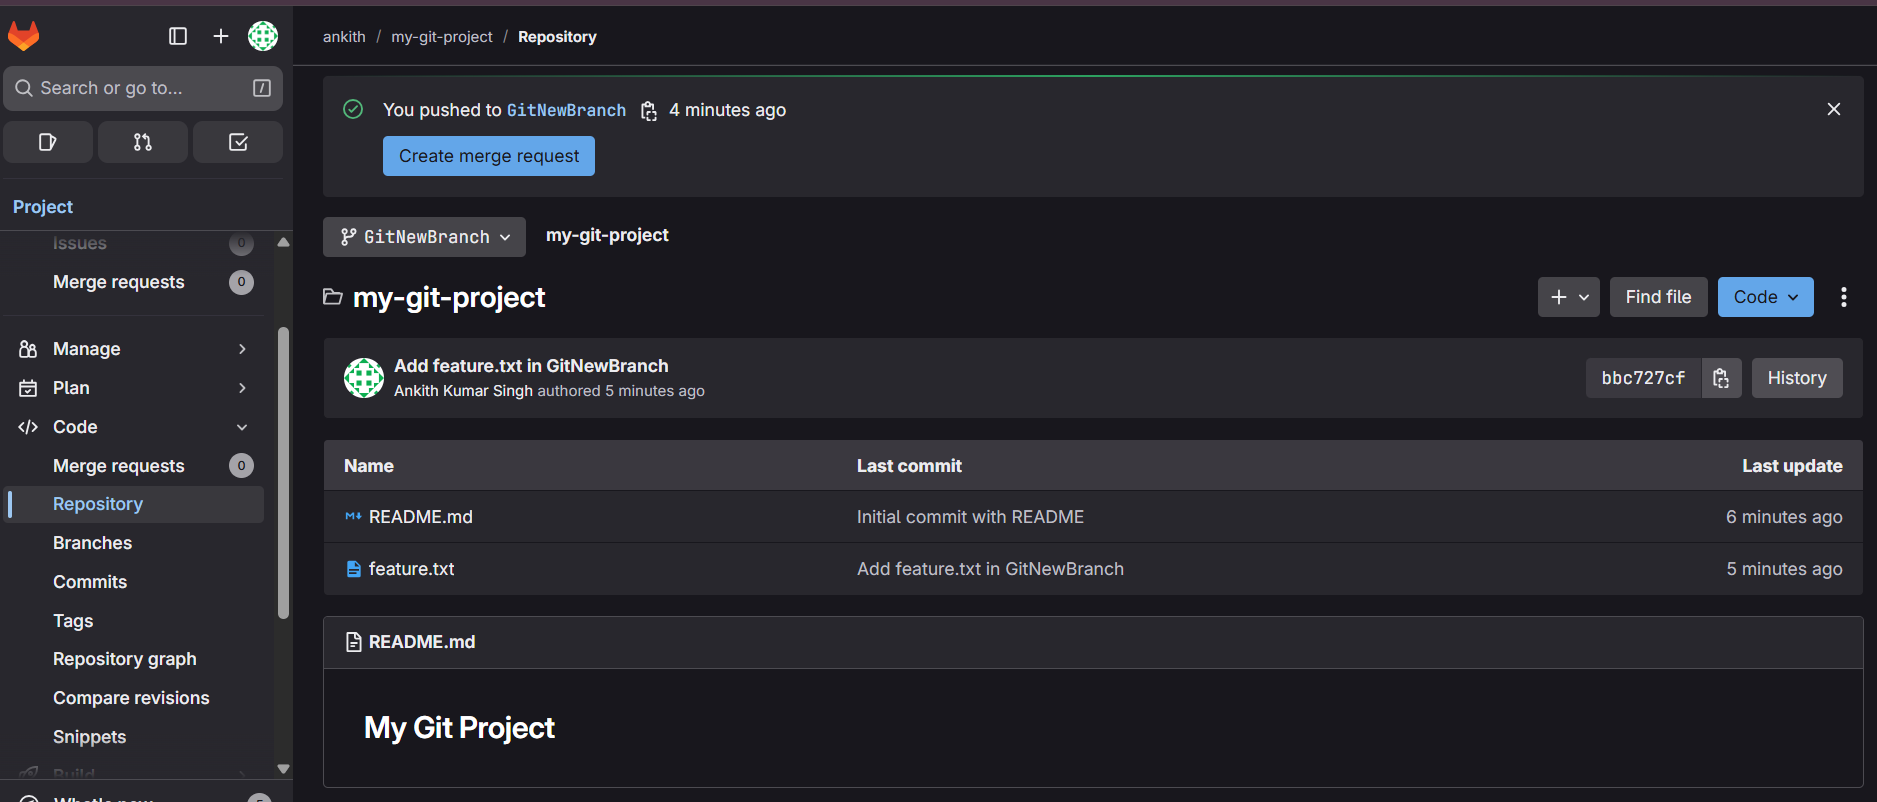 ankith / my-git-project / Repository
Search or go to... /
Project
Issues 0
Merge requests 0
Manage
Plan
Code
Merge requests 0
Repository
Branches
Commits
Tags
Repository graph
Compare revisions
Snippets
Build
What's new
You pushed to GitNewBranch 4 minutes ago
Create merge request
GitNewBranch my-git-project
my-git-project
Find file
Code
Add feature.txt in GitNewBranch
Ankith Kumar Singh authored 5 minutes ago
bbc727cf
History
Name Last commit Last update
README.md Initial commit with README 6 minutes ago
feature.txt Add feature.txt in GitNewBranch 5 minutes ago
README.md
My Git Project